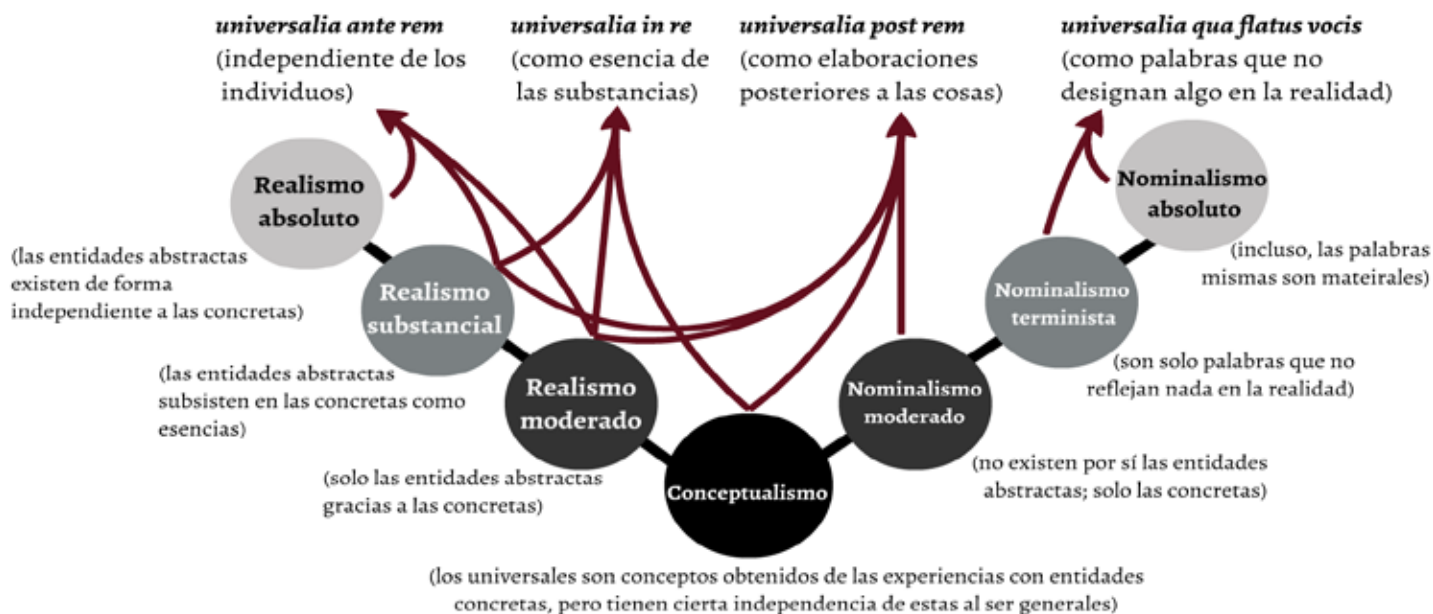 universalia ante rem
(independiente de los
individuos)
universalia in re
(como esencia de
las substancias)
universalia post rem
(como elaboraciones
posteriores a las cosas)
universalia qua flatus vocis
(como palabras que no
designan algo en la realidad)
Realismo
absoluto
(las entidades abstractas
existen de forma
independiente a las concretas)
Realismo
substancial
(las entidades abstractas
subsisten en las concretas como
esencias)
Realismo
moderado
(solo las entidades abstractas
gracias a las concretas)
Conceptualismo
(los universales son conceptos obtenidos de las experiencias con entidades
concretas, pero tienen cierta independencia de estas al ser generales)
Nominalismo
moderado
(no existen por sí las entidades
abstractas; solo las concretas)
Nominalismo
terminista
(son solo palabras que no
reflejan nada en la realidad)
Nominalismo
absoluto
(incluso, las palabras
mismas son mateirales)